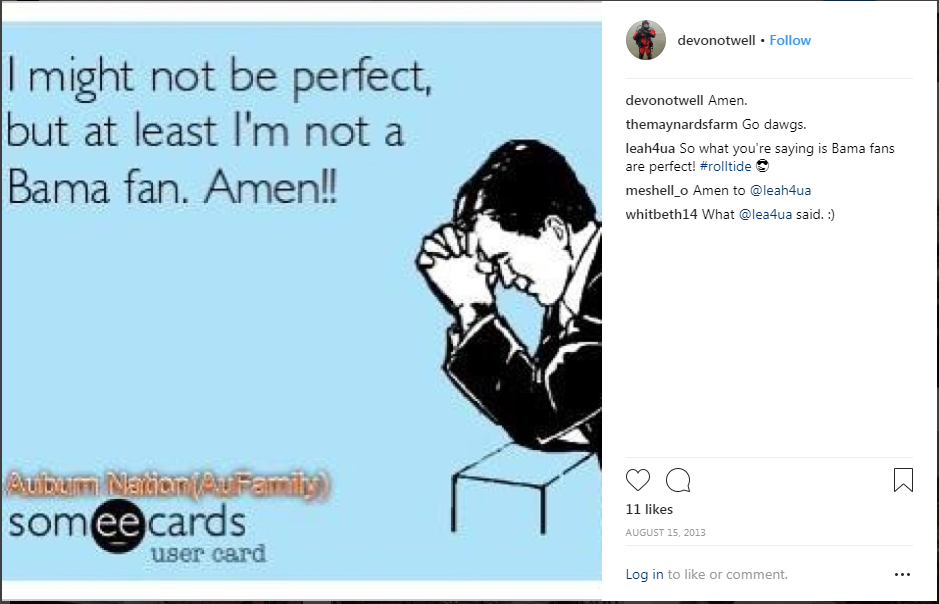 I might not be perfect,
but at least I'm not a
Bama fan. Amen!!
Auburn Nation(AuFamily)
someecards
user card
devonotwell • Follow
devonotwell Amen.
themaynardsfarm Go dawgs.
leah4ua So what you're saying is Bama fans
are perfect! #rolltide 😎
meshell_o Amen to @leah4ua
whitbeth14 What @lea4ua said. :)
11 likes
AUGUST 15, 2013
Log in to like or comment.